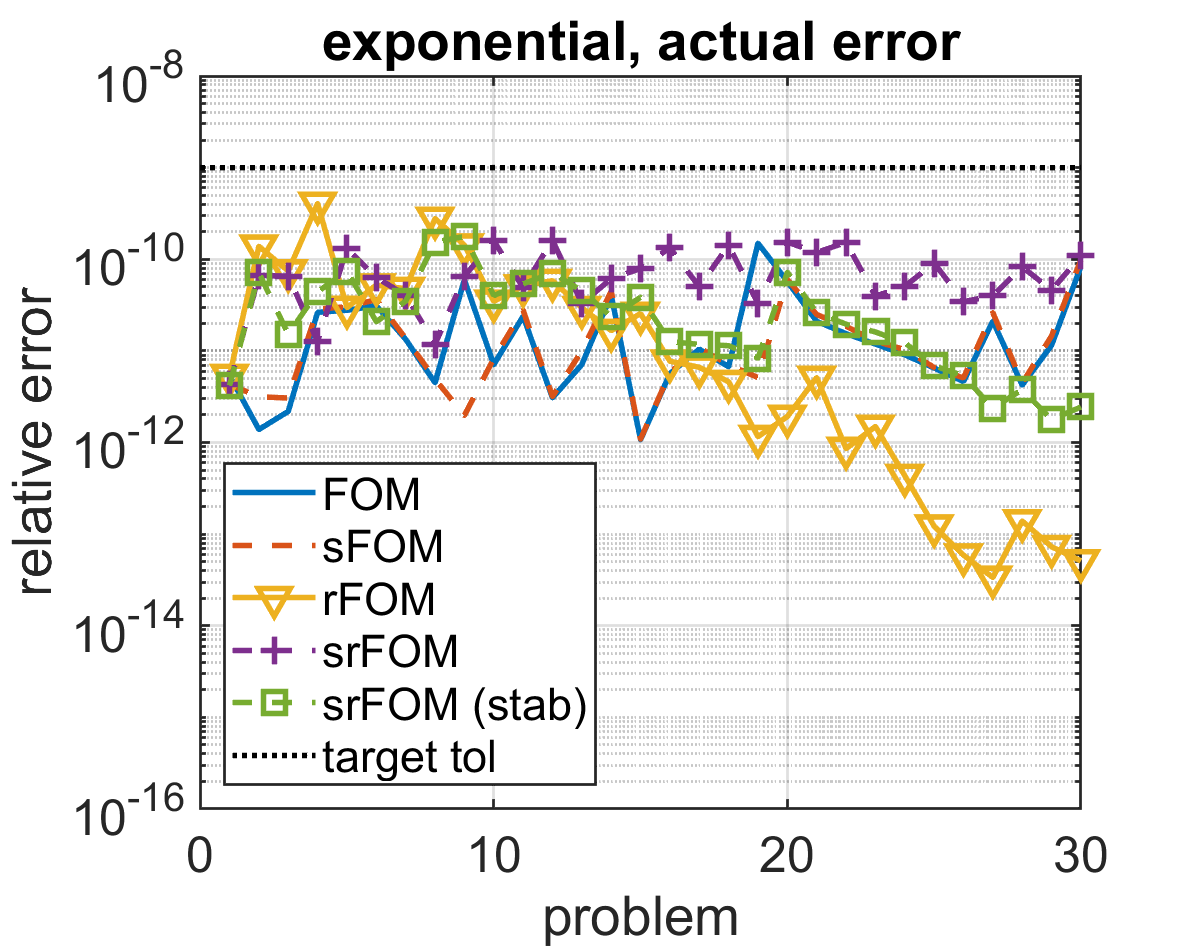 exponential, actual error
relative error
10^-8
10^-10
10^-12
10^-14
10^-16
FOM
sFOM
rFOM
srFOM
srFOM (stab)
target tol
0 10 20 30
problem